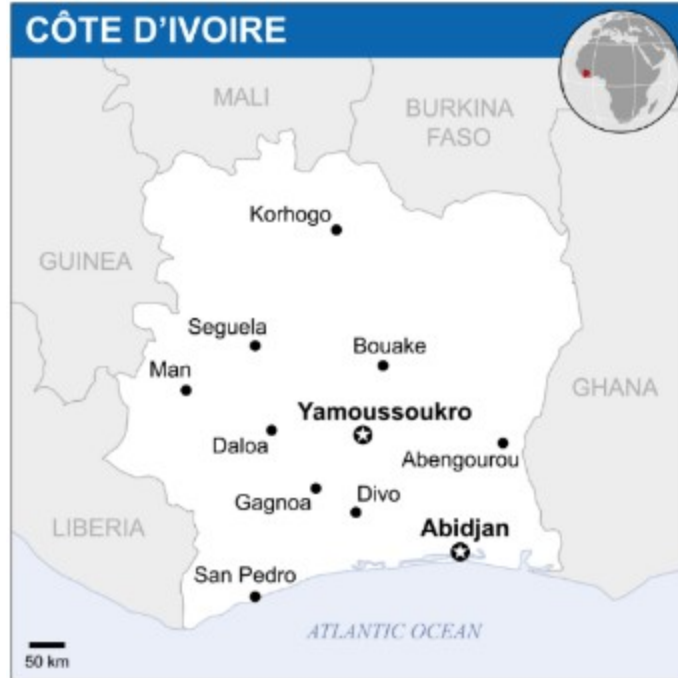 CÔTE D'IVOIRE
MALI
BURKINA
FASO
Korhogo
GUINEA
Seguela
Bouake
Man
GHANA
Yamoussoukro
Daloa
Abengourou
Gagnoa
Divo
LIBERIA
Abidjan
San Pedro
ATLANTIC OCEAN
50 km